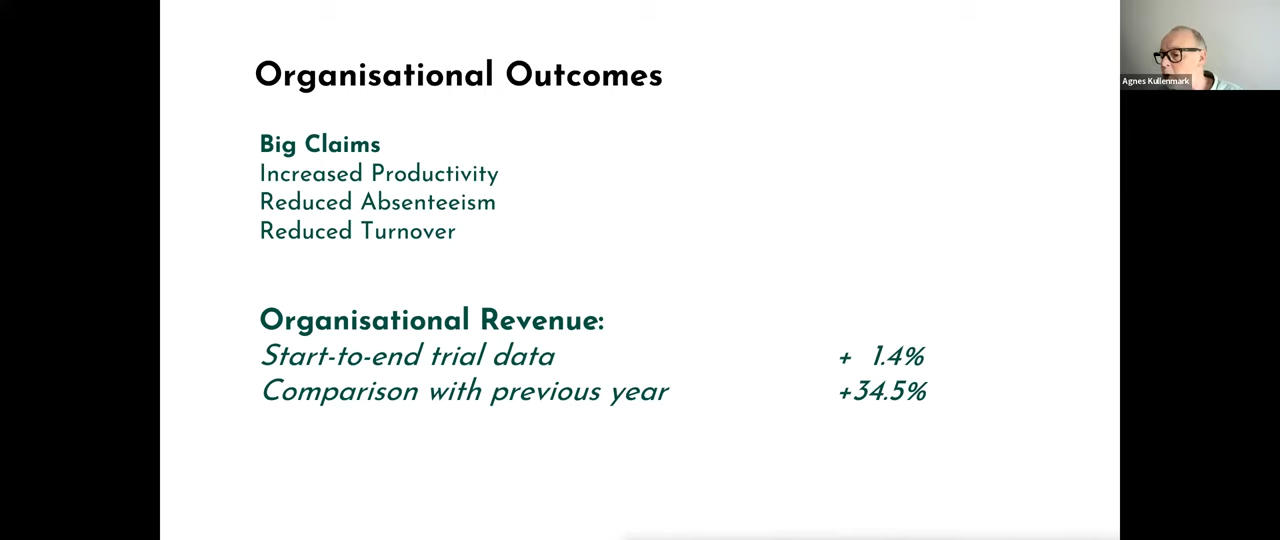 Organisational Outcomes
Big Claims
Increased Productivity
Reduced Absenteeism
Reduced Turnover
Organisational Revenue:
Start-to-end trial data + 1.4%
Comparison with previous year +34.5%
Agnes Kullenmark